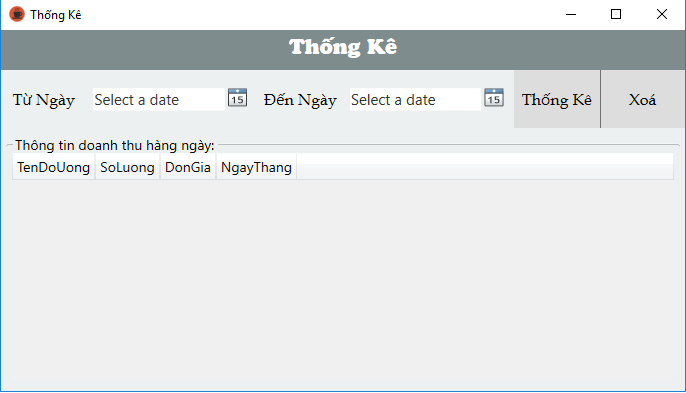 Thống Kê
Thống Kê
Từ Ngày Select a date 15 Đến Ngày Select a date 15 Thống Kê Xoá
Thông tin doanh thu hàng ngày:
TenDoUong SoLuong DonGia NgayThang